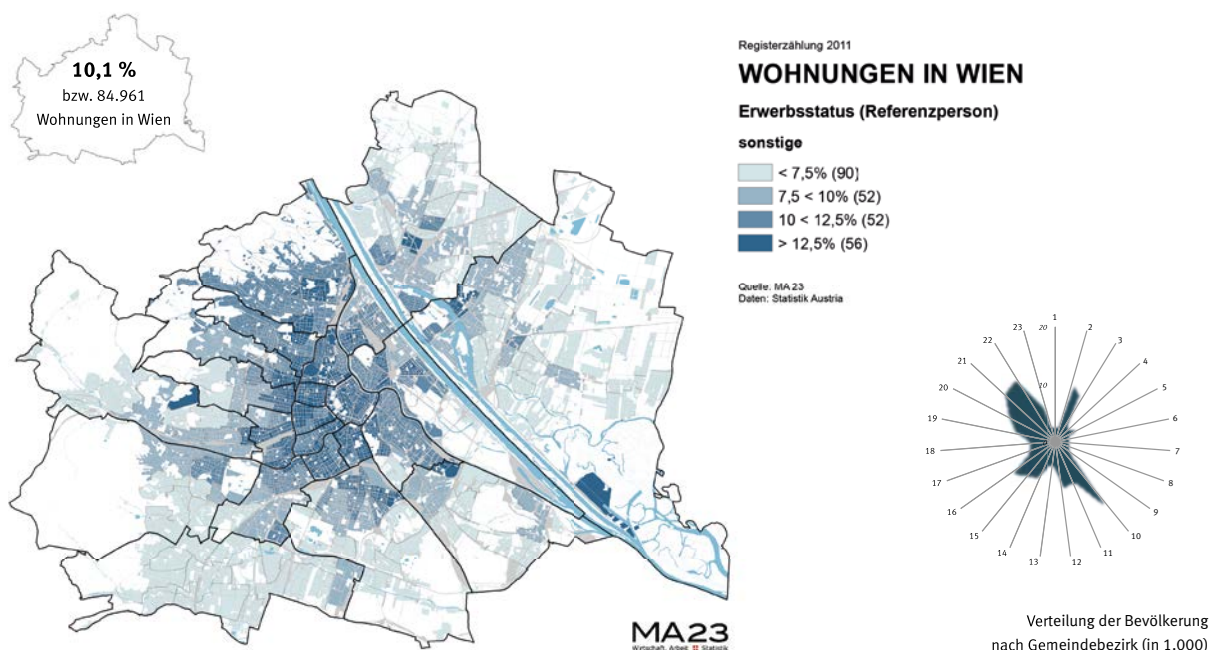 10,1 %
bzw. 84.961
Wohnungen in Wien
Registerzählung 2011
WOHNUNGEN IN WIEN
Erwerbsstatus (Referenzperson)
sonstige
< 7,5% (90)
7,5 < 10% (52)
10 < 12,5% (52)
> 12,5% (56)
Quelle: MA 23
Daten: Statistik Austria
1
2
3
4
5
6
7
8
9
10
11
12
13
14
15
16
17
18
19
20
21
22
23
20
10
Verteilung der Bevölkerung
nach Gemeindebezirk (in 1.000)
MA23
Wirtschaft, Arbeit Statistik